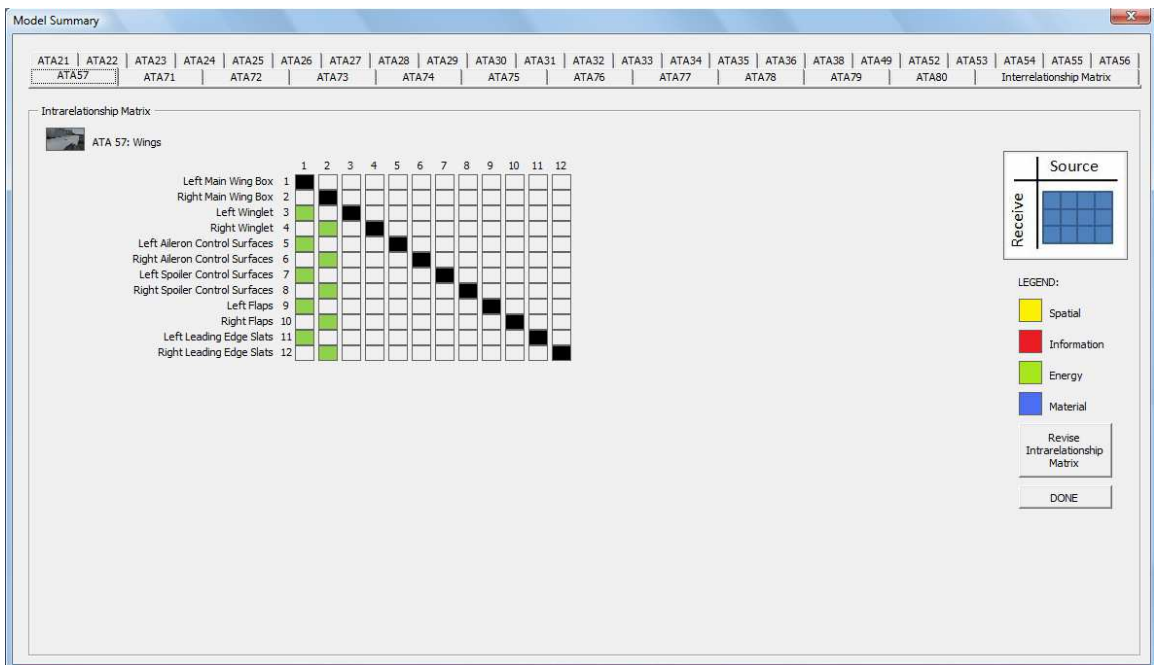 Model Summary
ATA21 ATA22 ATA23 ATA24 ATA25 ATA26 ATA27 ATA28 ATA29 ATA30 ATA31 ATA32 ATA33 ATA34 ATA35 ATA36 ATA38 ATA49 ATA52 ATA53 ATA54 ATA55 ATA56
ATA57 ATA71 ATA72 ATA73 ATA74 ATA75 ATA76 ATA77 ATA78 ATA79 ATA80 Interrelationship Matrix
Intrarelationship Matrix
ATA 57: Wings
1 2 3 4 5 6 7 8 9 10 11 12
Left Main Wing Box 1
Right Main Wing Box 2
Left Winglet 3
Right Winglet 4
Left Aileron Control Surfaces 5
Right Aileron Control Surfaces 6
Left Spoiler Control Surfaces 7
Right Spoiler Control Surfaces 8
Left Flaps 9
Right Flaps 10
Left Leading Edge Slats 11
Right Leading Edge Slats 12
Source
Receive
LEGEND:
Spatial
Information
Energy
Material
Revise
Intrarelationship
Matrix
DONE